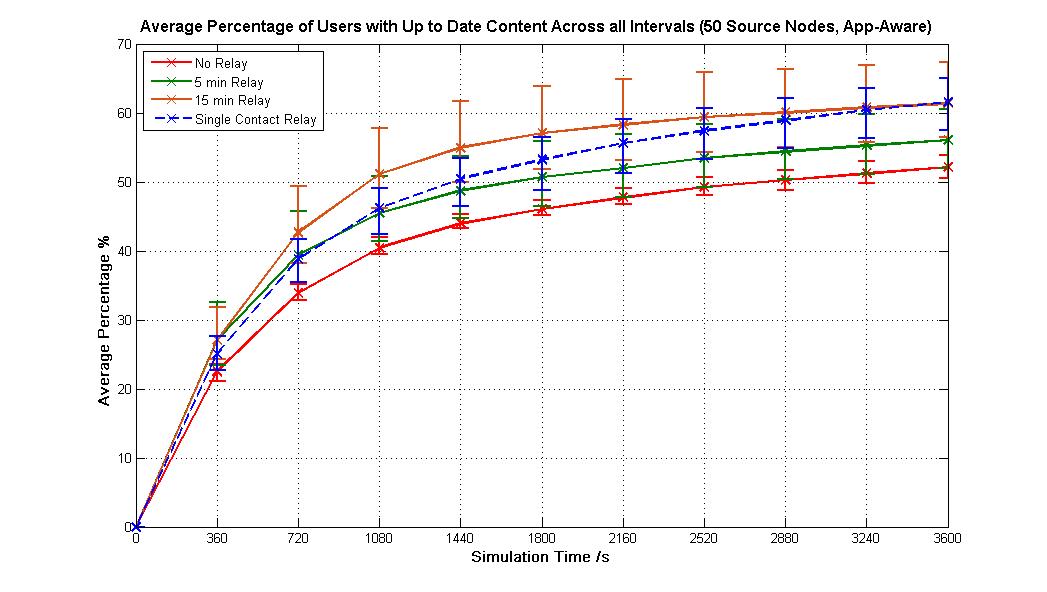 Average Percentage of Users with Up to Date Content Across all Intervals (50 Source Nodes, App-Aware)
70
60
50
40
30
20
10
0
Average Percentage %
No Relay
5 min Relay
15 min Relay
Single Contact Relay
0 360 720 1080 1440 1800 2160 2520 2880 3240 3600
Simulation Time /s